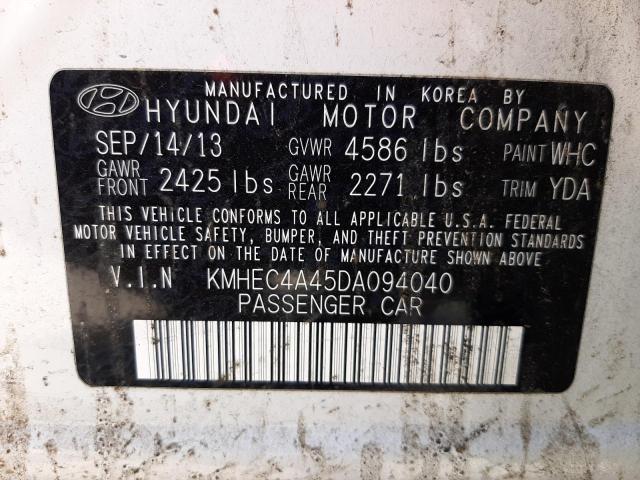 MANUFACTURED IN KOREA BY
HYUNDAI MOTOR COMPANY
SEP/14/13 GVWR 4586 lbs PAINT WHC
GAWR FRONT 2425 lbs GAWR REAR 2271 lbs TRIM YDA
THIS VEHICLE CONFORMS TO ALL APPLICABLE U.S.A. FEDERAL
MOTOR VEHICLE SAFETY, BUMPER, AND THEFT PREVENTION STANDARDS
IN EFFECT ON THE DATE OF MANUFACTURE SHOWN ABOVE.
V.I.N KMHEC4A45DA094040
PASSENGER CAR